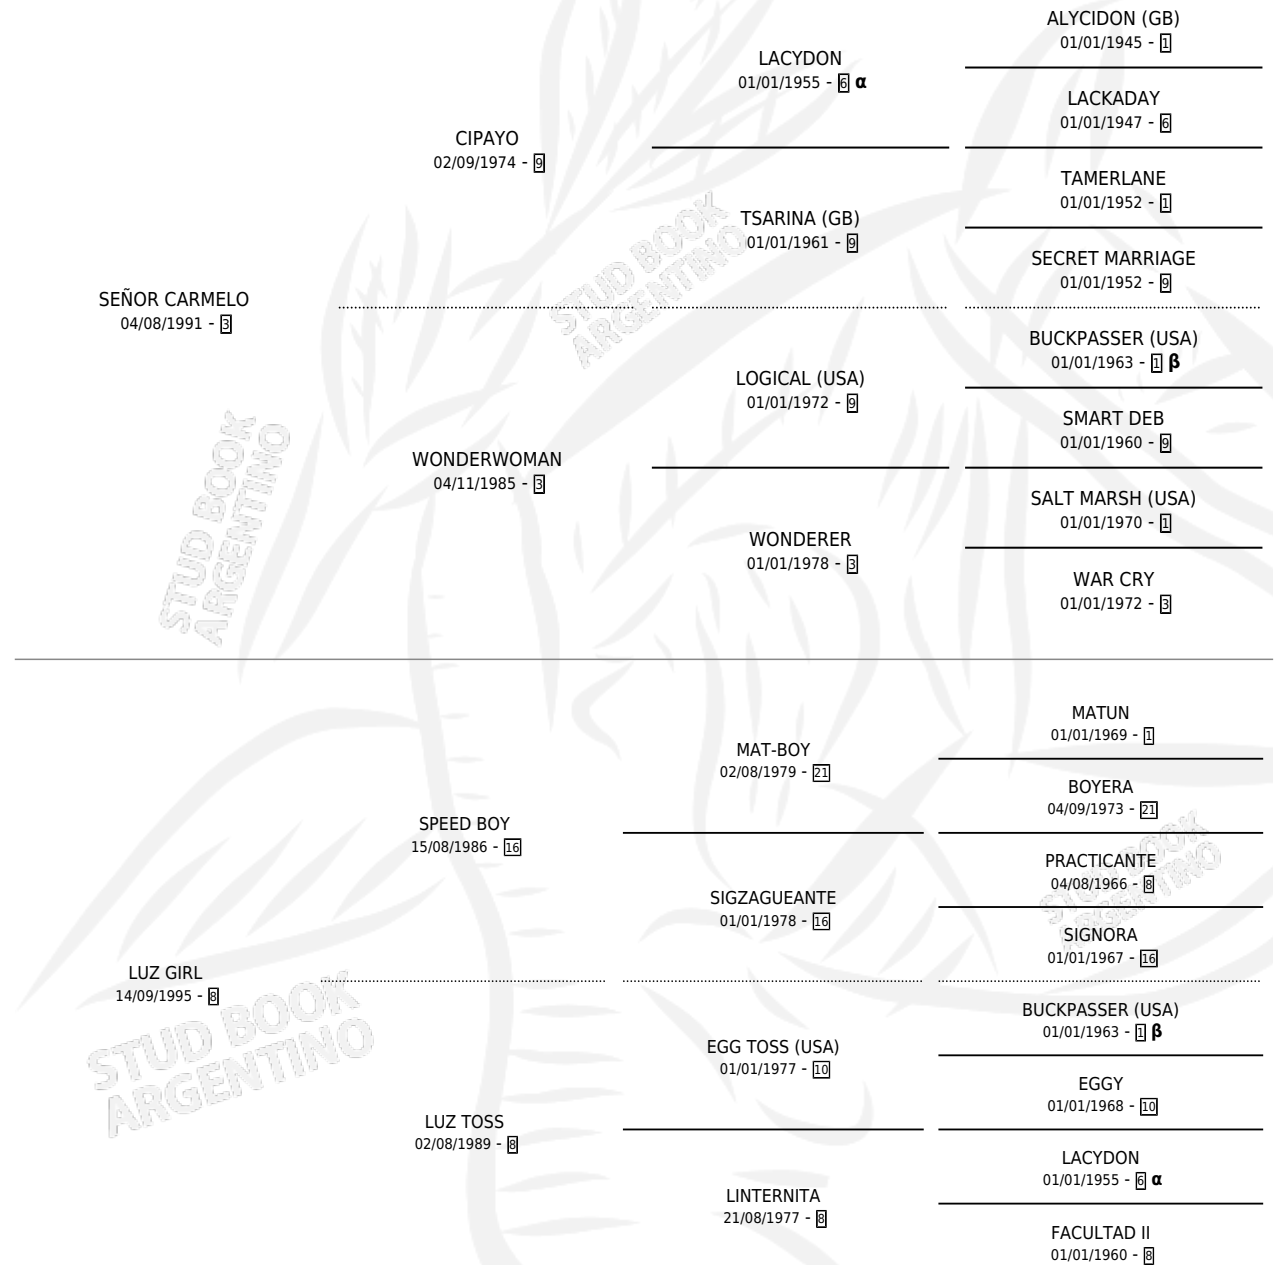 ALYCIDON (GB)
01/01/1945 - 1
LACYDON
01/01/1955 - 6 α
LACKADAY
01/01/1947 - 6
CIPAYO
02/09/1974 - 9
TAMERLANE
01/01/1952 - 1
TSARINA (GB)
01/01/1961 - 9
SECRET MARRIAGE
01/01/1952 - 9
STUD BOOK
ARGENTINO
SEÑOR CARMELO
04/08/1991 - 3
BUCKPASSER (USA)
01/01/1963 - 1 β
LOGICAL (USA)
01/01/1972 - 9
SMART DEB
01/01/1960 - 9
WONDERWOMAN
04/11/1985 - 3
SALT MARSH (USA)
01/01/1970 - 1
WONDERER
01/01/1978 - 3
WAR CRY
01/01/1972 - 3
STUD BOOK
ARGENTINO
MATUN
01/01/1969 - 1
MAT-BOY
02/08/1979 - 21
BOYERA
04/09/1973 - 21
SPEED BOY
15/08/1986 - 16
PRACTICANTE
04/08/1966 - 8
SIGZAGUEANTE
01/01/1978 - 16
SIGNORA
01/01/1967 - 16
STUD BOOK
ARGENTINO
LUZ GIRL
14/09/1995 - 8
BUCKPASSER (USA)
01/01/1963 - 1 β
EGG TOSS (USA)
01/01/1977 - 10
EGGY
01/01/1968 - 10
LUZ TOSS
02/08/1989 - 8
LACYDON
01/01/1955 - 6 α
LINTERNITA
21/08/1977 - 8
FACULTAD II
01/01/1960 - 8
STUD BOOK
ARGENTINO